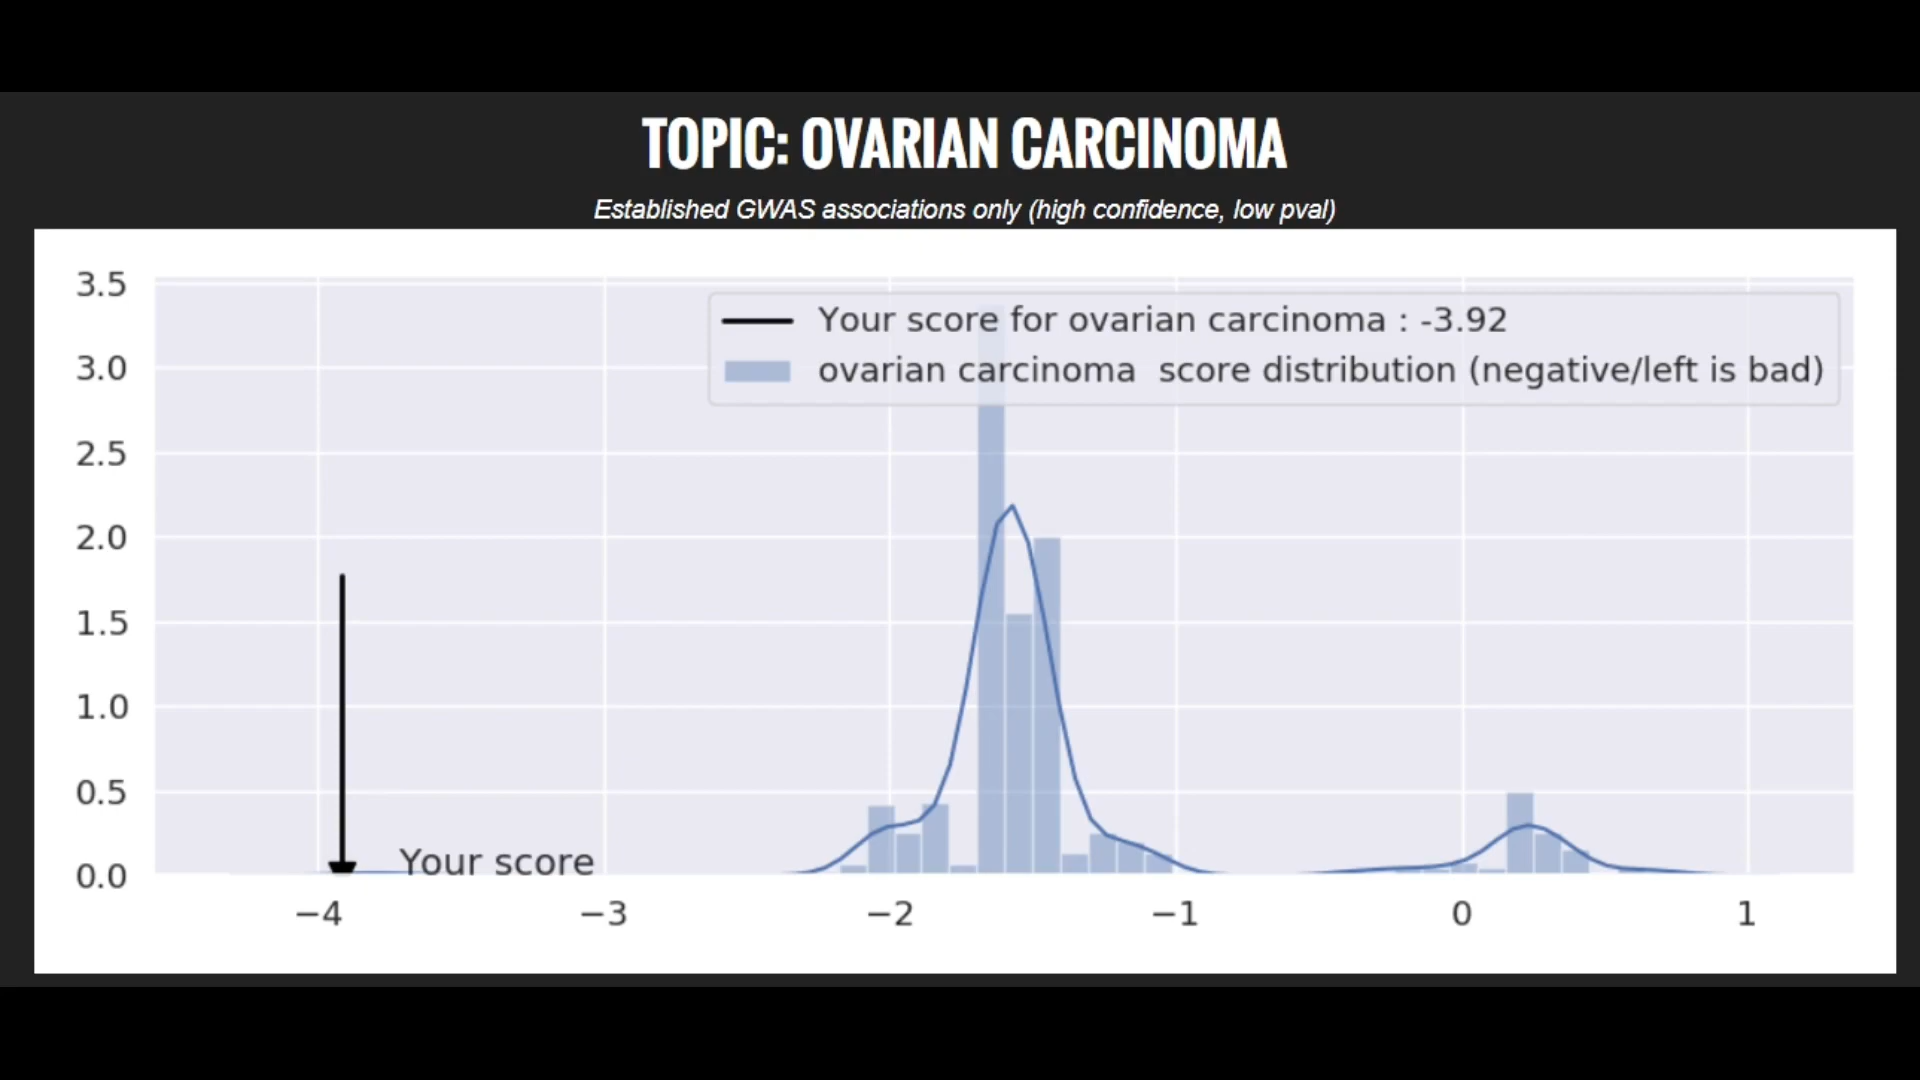 TOPIC: OVARIAN CARCINOMA
Established GWAS associations only (high confidence, low pval)
3.5
Your score for ovarian carcinoma : -3.92
3.0
ovarian carcinoma  score distribution (negative/left is bad)
2.5
2.0
1.5
1.0
0.5
Your score
0.0
−4 −3 −2 −1 0 1